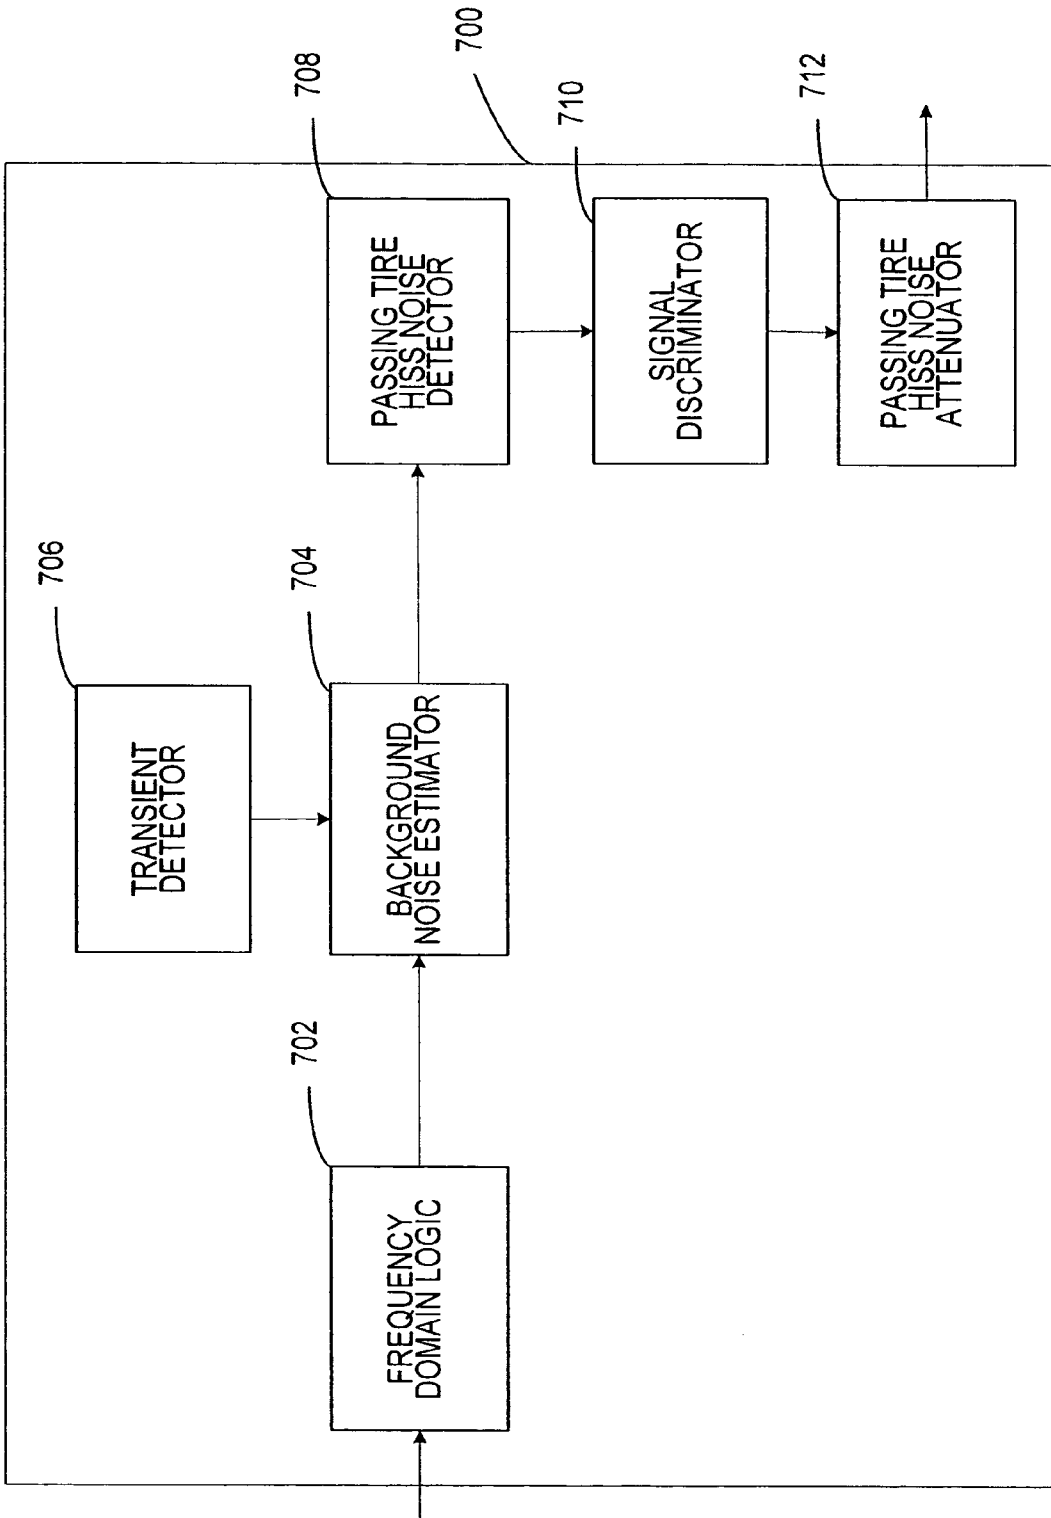 700
706
TRANSIENT
DETECTOR
702
FREQUENCY
DOMAIN LOGIC
704
BACKGROUND
NOISE ESTIMATOR
708
PASSING TIRE
HISS NOISE
DETECTOR
710
SIGNAL
DISCRIMINATOR
712
PASSING TIRE
HISS NOISE
ATTENUATOR